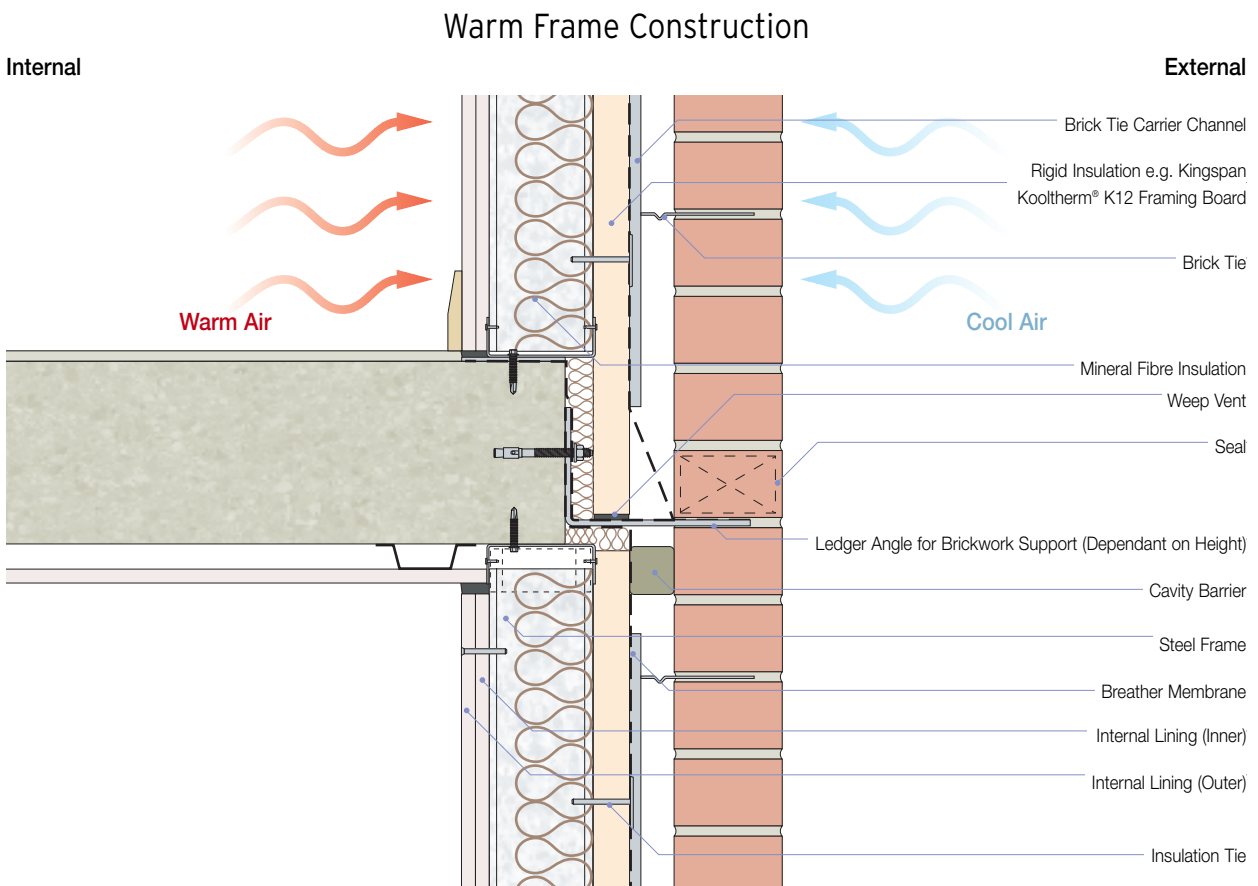 Warm Frame Construction
Internal
External
Brick Tie Carrier Channel
Rigid Insulation e.g. Kingspan
Kooltherm® K12 Framing Board
Brick Tie
Warm Air
Cool Air
Mineral Fibre Insulation
Weep Vent
Seal
Ledger Angle for Brickwork Support (Dependant on Height)
Cavity Barrier
Steel Frame
Breather Membrane
Internal Lining (Inner)
Internal Lining (Outer)
Insulation Tie